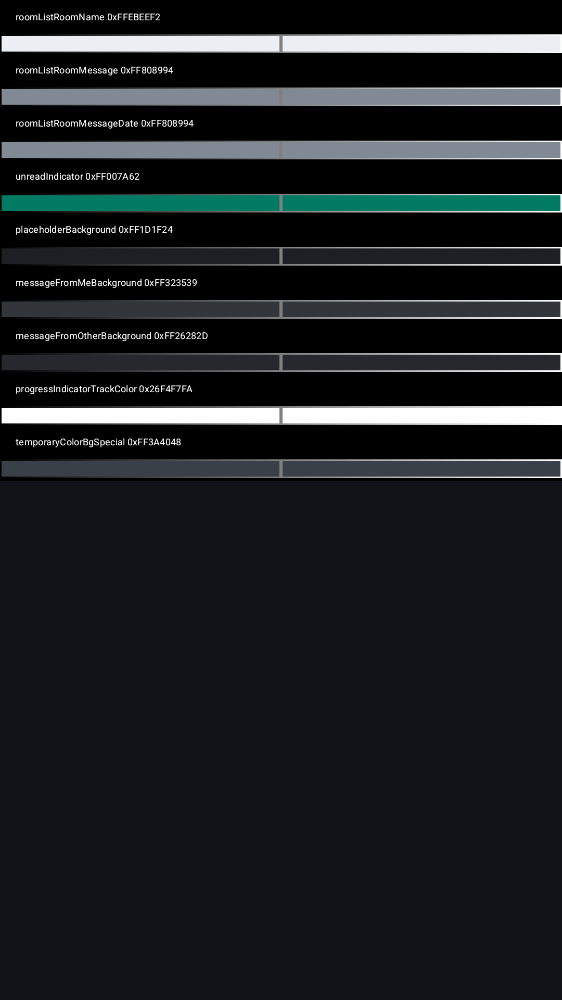 roomListRoomName 0xFFEBEEF2
roomListRoomMessage 0xFF808994
roomListRoomMessageDate 0xFF808994
unreadIndicator 0xFF007A62
placeholderBackground 0xFF1D1F24
messageFromMeBackground 0xFF323539
messageFromOtherBackground 0xFF26282D
progressIndicatorTrackColor 0x26F4F7FA
temporaryColorBgSpecial 0xFF3A4048